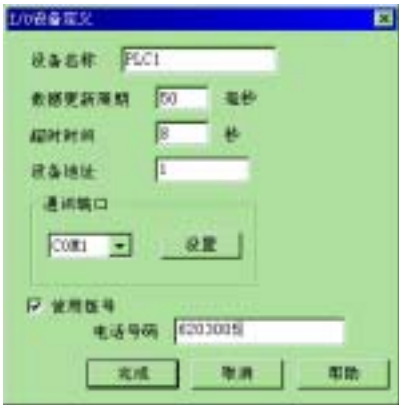 I/O设备定义
设备名称 PLC1
数据更新周期 50 毫秒
超时时间 8 秒
设备地址 1
通讯端口
COM1 设置
使用拨号
电话号码 6203005
完成 取消 帮助